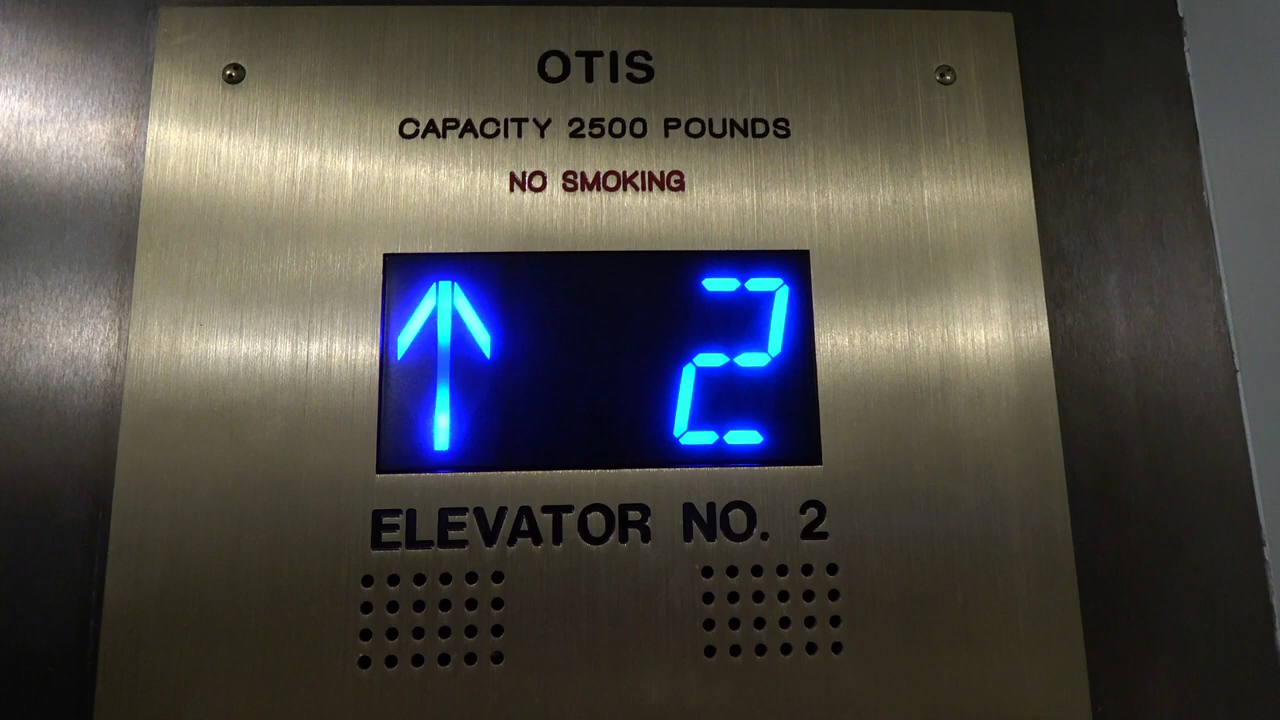 OTIS
CAPACITY 2500 POUNDS
NO SMOKING
↑ 2
ELEVATOR NO. 2